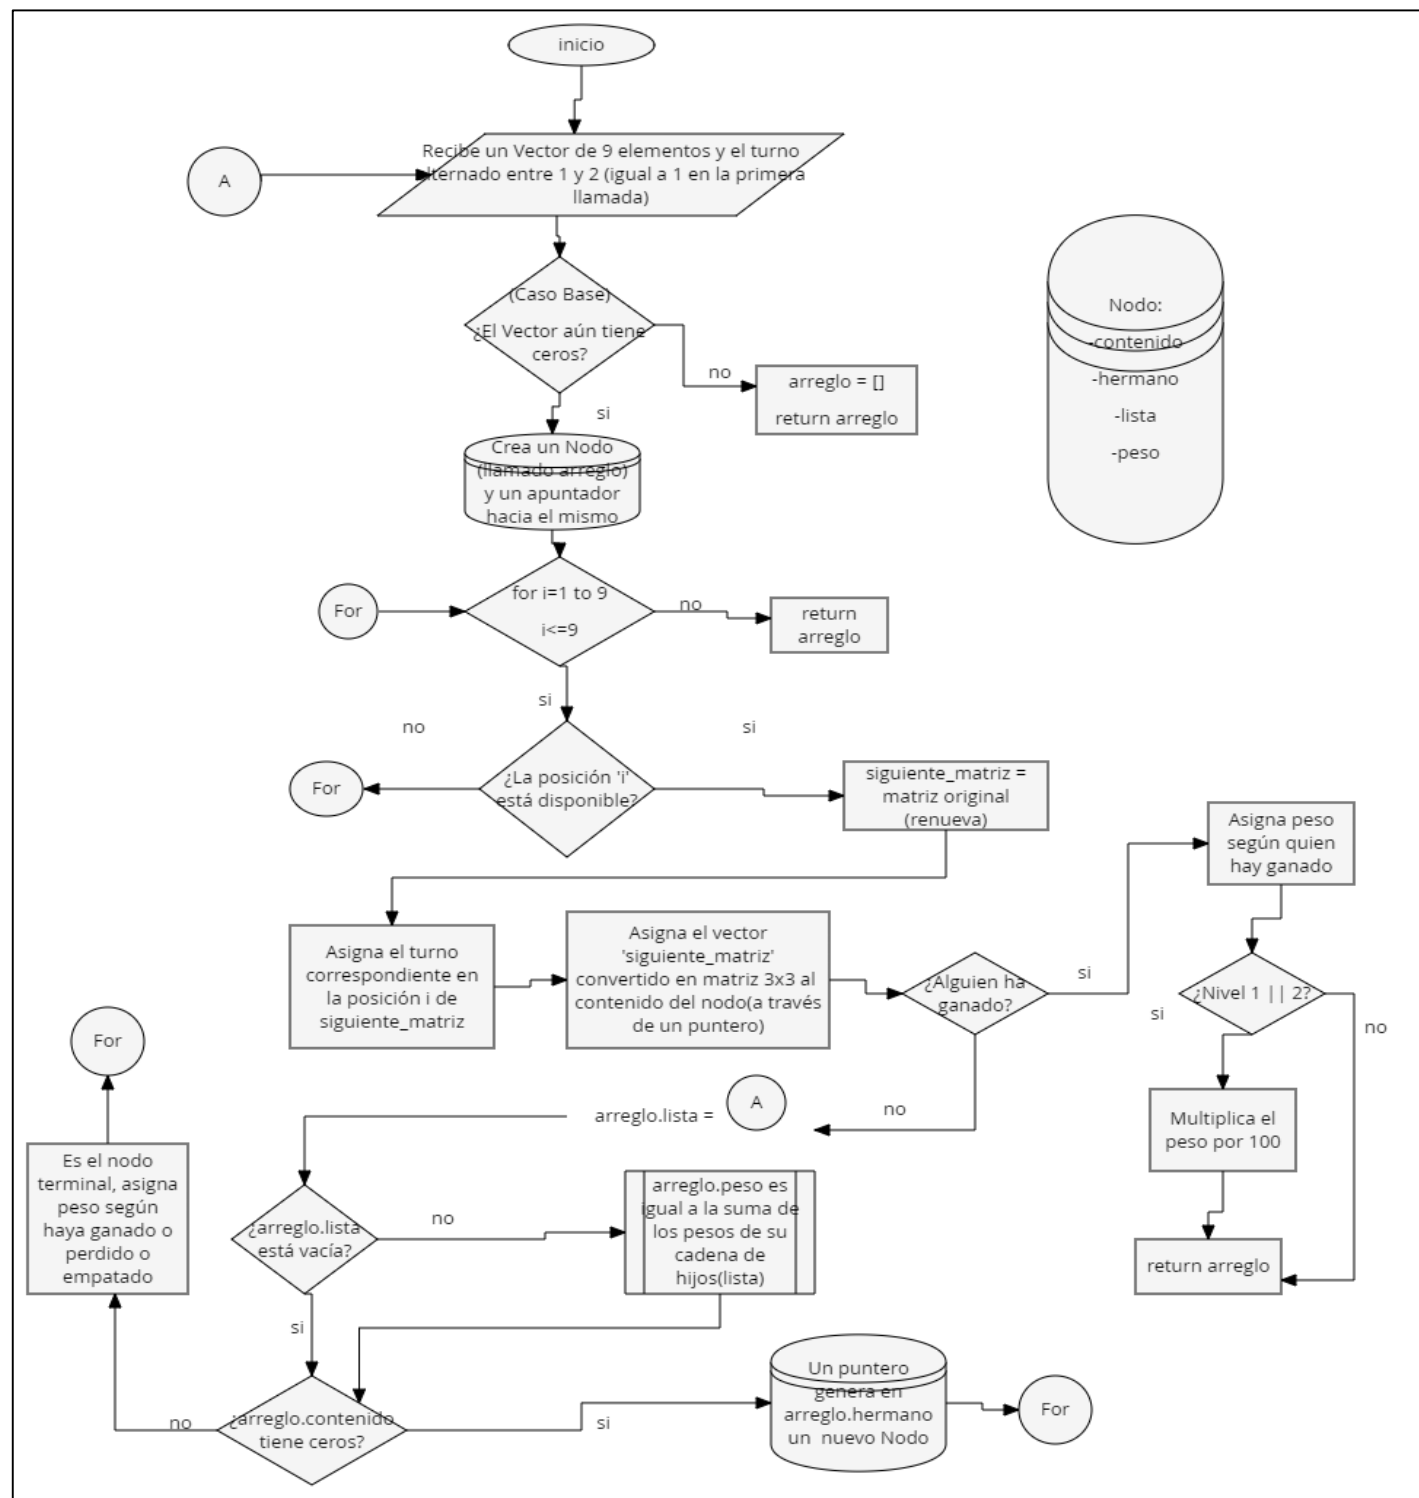 inicio
A
Recibe un Vector de 9 elementos y el turno
alternado entre 1 y 2 (igual a 1 en la primera
llamada)
(Caso Base)
¿El Vector aún tiene
ceros?
no
arreglo = []
return arreglo
si
Nodo:
-contenido
-hermano
-lista
-peso
Crea un Nodo
(llamado arreglo)
y un apuntador
hacia el mismo
For
for i=1 to 9
i<=9
no
return
arreglo
si
no
si
For
¿La posición 'i'
está disponible?
siguiente_matriz =
matriz original
(renueva)
Asigna peso
según quien
hay ganado
Asigna el turno
correspondiente en
la posición i de
siguiente_matriz
Asigna el vector
'siguiente_matriz'
convertido en matriz 3x3 al
contenido del nodo(a través
de un puntero)
¿Alguien ha
ganado?
si
¿Nivel 1 || 2?
si
no
For
arreglo.lista =
A
no
Multiplica el
peso por 100
Es el nodo
terminal, asigna
peso según
haya ganado o
perdido o
empatado
¿arreglo.lista
está vacía?
no
arreglo.peso es
igual a la suma de
los pesos de su
cadena de
hijos(lista)
return arreglo
si
¿arreglo.contenido
tiene ceros?
no
si
Un puntero
genera en
arreglo.hermano
un nuevo Nodo
For